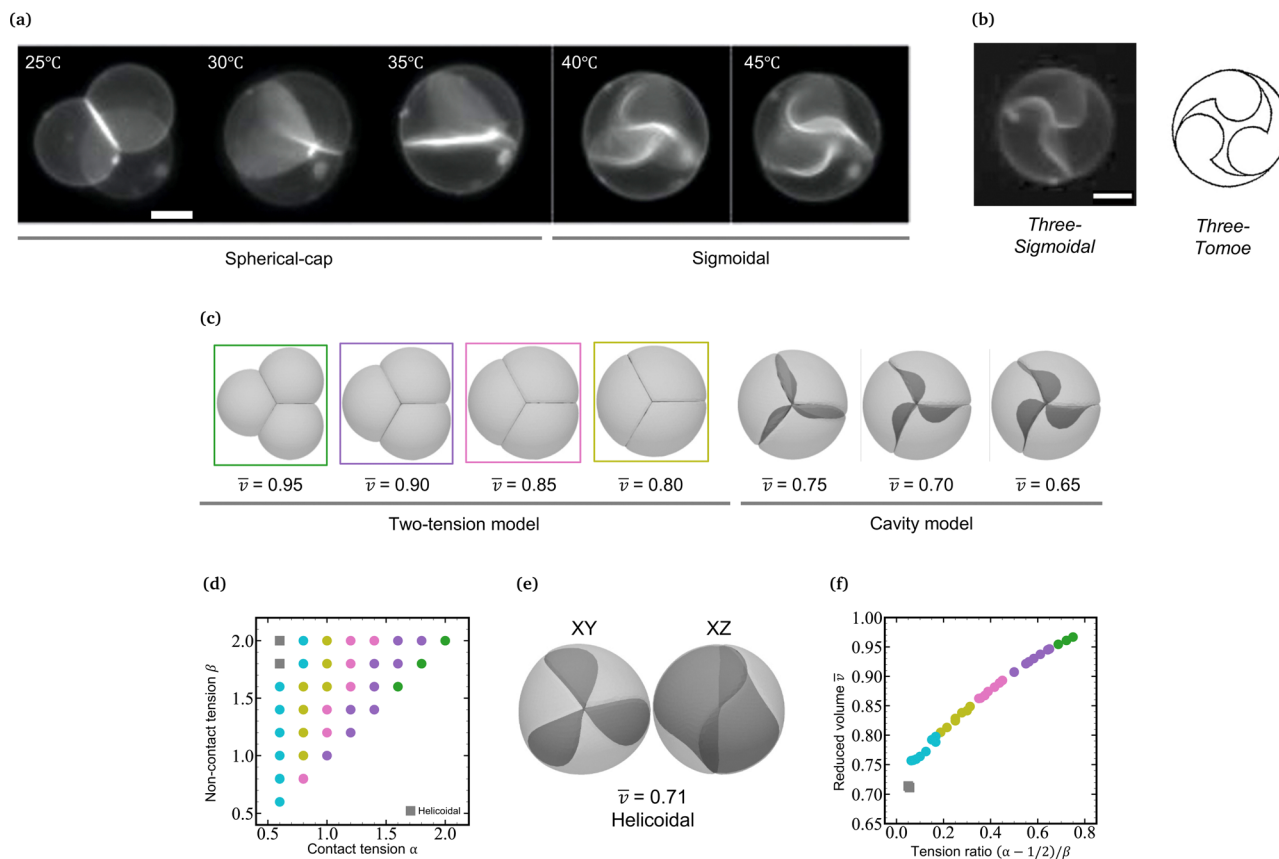 (a)
(b)
25℃
30℃
35℃
40℃
45℃
Spherical-cap
Sigmoidal
Three-
Sigmoidal
Three-
Tomoe
(c)
v̅ = 0.95
v̅ = 0.90
v̅ = 0.85
v̅ = 0.80
v̅ = 0.75
v̅ = 0.70
v̅ = 0.65
Two-tension model
Cavity model
(d)
Non-contact tension β
2.0
1.5
1.0
0.5
0.5
1.0
1.5
2.0
Helicoidal
Contact tension α
(e)
XY
XZ
v̅ = 0.71
Helicoidal
(f)
Reduced volume v̅
1.00
0.95
0.90
0.85
0.80
0.75
0.70
0.65
0.0
0.2
0.4
0.6
0.8
Tension ratio (α − 1/2)/β